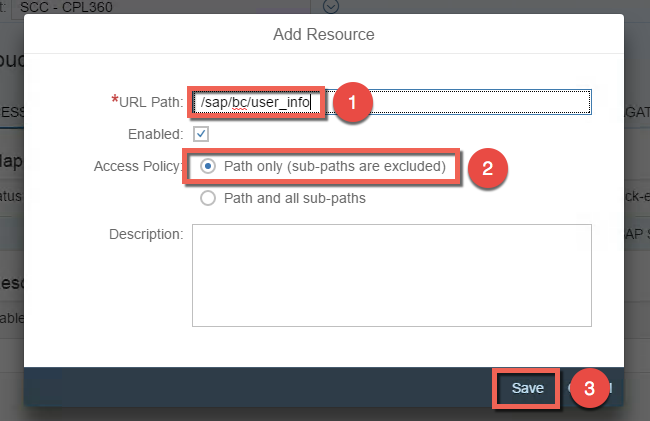 SCC - CPL360
Add Resource
*URL Path: /sap/bc/user_info 1
Enabled:
Access Policy: Path only (sub-paths are excluded) 2
Path and all sub-paths
Description:
Save 3